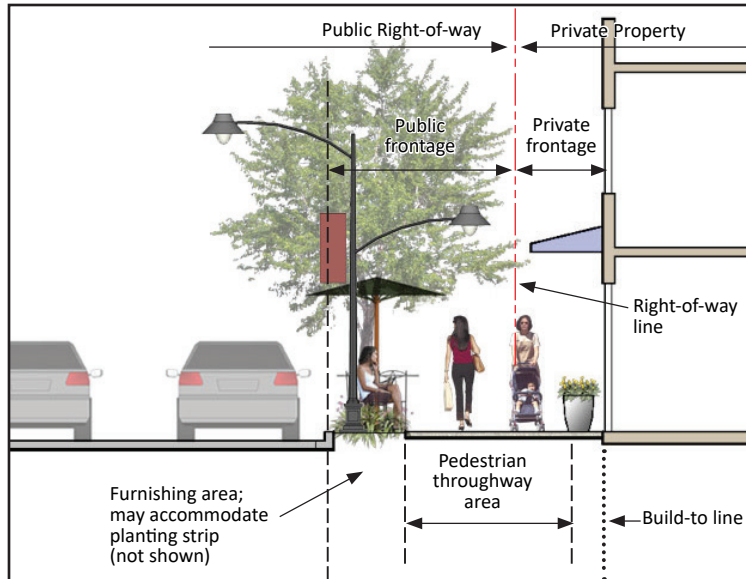 Public Right-of-way
Private Property
Public
frontage
Private
frontage
Right-of-way
line
Furnishing area;
may accommodate
planting strip
(not shown)
Pedestrian
throughway
area
Build-to line